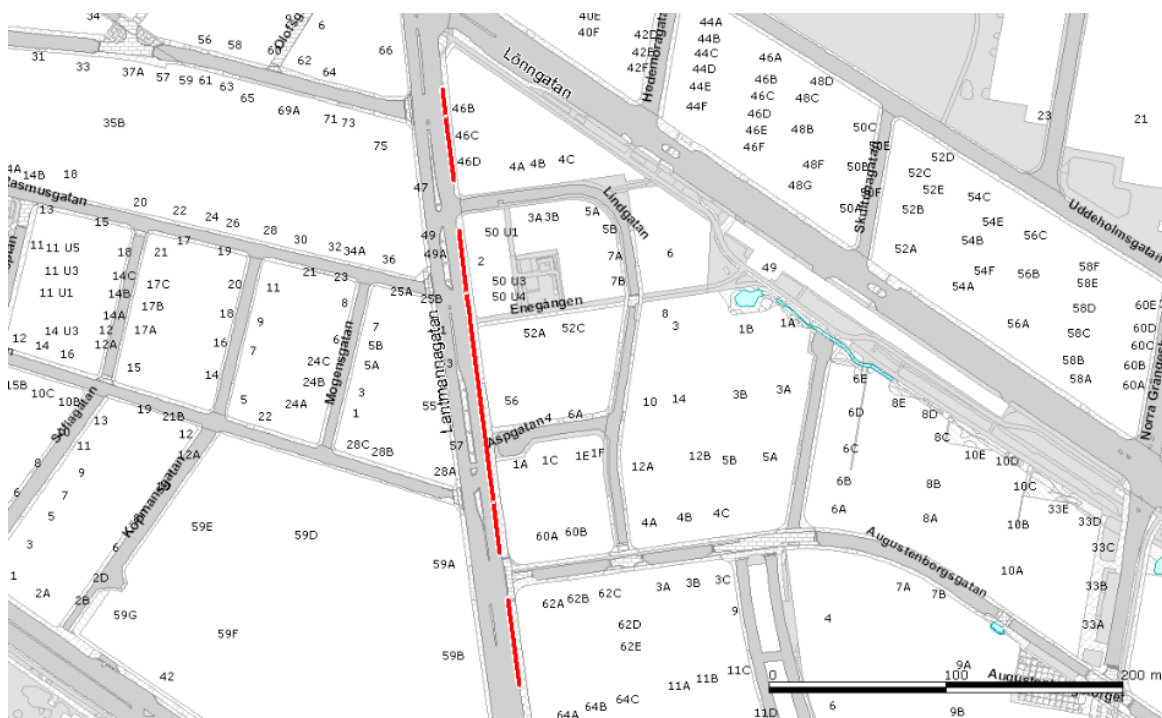 34
56
58
60
6
62
64
66
31
33
37A
57
59
61
63
65
69A
71
73
75
35B
Lönngatan
40E
40F
42D
42E
42F
Hedemoragatan
44A
44B
44C
44D
44E
44F
46A
46B
46C
46D
46E
46F
48D
48C
48B
48F
48G
50C
50E
50B
50F
50A
Skultunagatan
52D
52C
52E
52B
52A
54C
54E
54B
54F
54A
56C
56B
56A
58F
58E
58D
58C
58B
58A
60E
60D
60C
60B
60A
23
21
Uddeholmsgatan
46B
46C
46D
4A
4B
4C
47
14B
18
20
22
24
26
28
30
32
34A
36
13
15
17
19
21
23
25A
25B
49
49A
11
11 U5
11 U3
11 U1
14 U3
12
14
16
18
14C
14B
14A
12
12A
21
17C
17B
17A
15
20
18
16
14
11
9
7
5
22
24C
24B
24A
8
6
Mogensgatan
7
5B
5A
3
1
28C
28B
28A
Lantmannagatan
55
57
50 U1
2
50 U3
50 U4
3A
3B
5A
5B
7A
7B
Lindgatan
6
49
Enegången
52A
52C
56
4
6A
Aspgatan
1A
1C
1E
1F
60A
60B
8
3
1B
1A
10
14
3B
3A
12A
12B
5B
5A
4A
4B
4C
6E
6D
6C
6B
6A
8E
8D
8C
8B
8A
10E
10D
10C
10B
10A
33E
33D
33C
33B
33A
15B
10C
10B
19
21B
12
12A
Sofiagatan
13
11
9
7
5
3
1
8
6
Köpmansgatan
6
2D
2B
2A
59G
59E
59D
59F
59A
59B
42
62A
62B
62C
62D
62E
64A
64B
64C
3A
3B
3C
9
11A
11B
11C
11D
4
6
Augustenborgsgatan
7A
7B
9A
9B
0
100
200 m